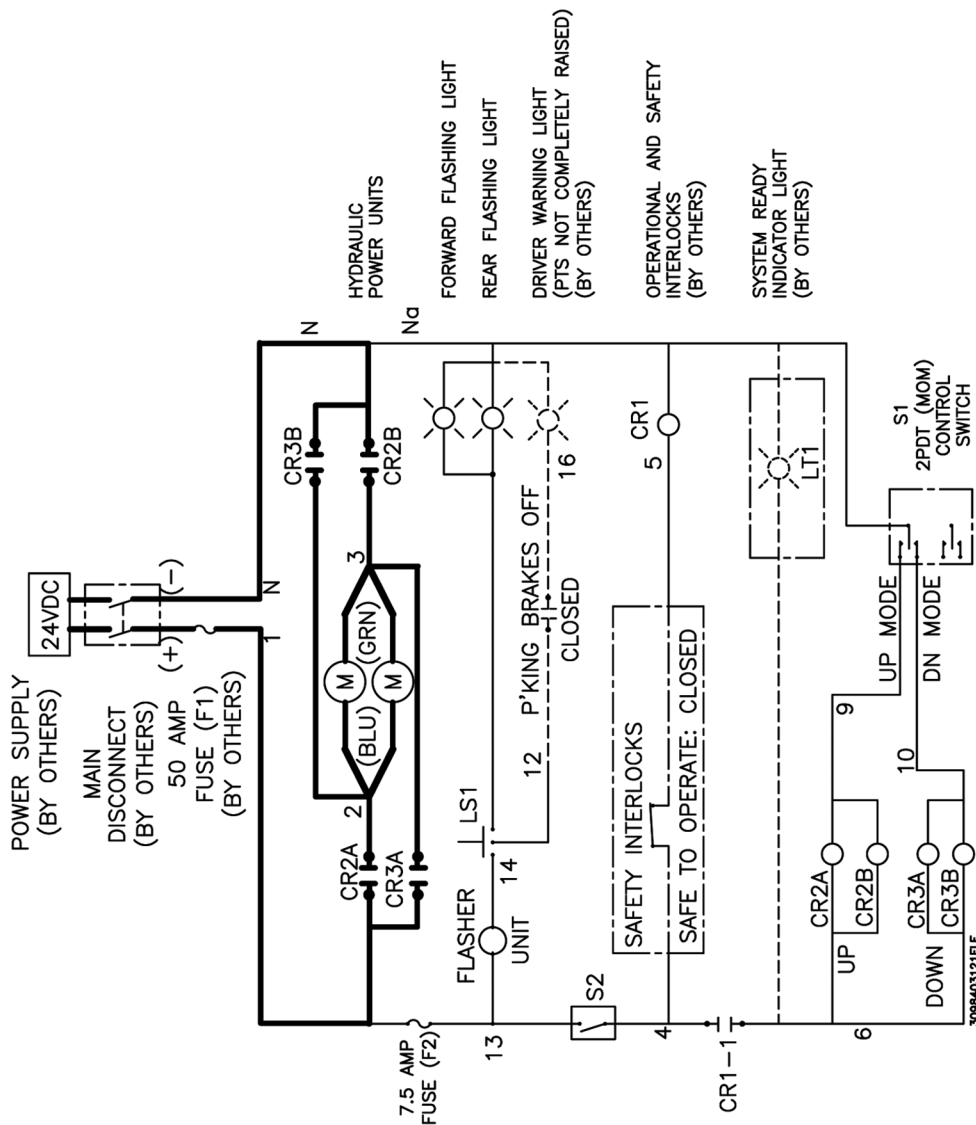 POWER SUPPLY
(BY OTHERS)
24VDC
MAIN
DISCONNECT
(BY OTHERS)
50 AMP
FUSE (F1)
(BY OTHERS)
(+)
(-)
1
N
N
Na
HYDRAULIC
POWER UNITS
CR3B
CR2B
3
(GRN)
M
M
(BLU)
2
CR2A
CR3A
7.5 AMP
FUSE (F2)
13
FLASHER
UNIT
14
LS1
12
P'KING BRAKES OFF
CLOSED
16
FORWARD FLASHING LIGHT
REAR FLASHING LIGHT
DRIVER WARNING LIGHT
(PTS NOT COMPLETELY RAISED)
(BY OTHERS)
S2
4
SAFETY INTERLOCKS
SAFE TO OPERATE: CLOSED
5
CR1
OPERATIONAL AND SAFETY
INTERLOCKS
(BY OTHERS)
CR1-1
LT1
SYSTEM READY
INDICATOR LIGHT
(BY OTHERS)
6
UP
CR2A
CR2B
DOWN
CR3A
CR3B
9
10
UP MODE
DN MODE
S1
2PDT (MOM)
CONTROL
SWITCH